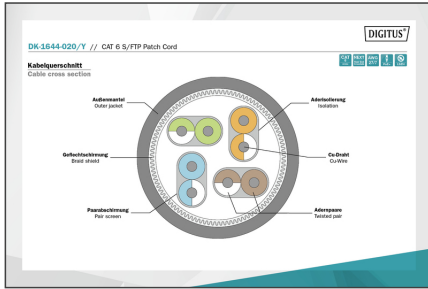 DIGITUS®
DK-1644-020/Y // CAT 6 S/FTP Patch Cord
Kabelquerschnitt
Cable cross section
Außenmantel
Outer jacket
Aderisolierung
Isolation
Geflechtschirmung
Braid shield
Cu-Draht
Cu-Wire
Paarabschirmung
Pair screen
Adernpaare
Twisted pair